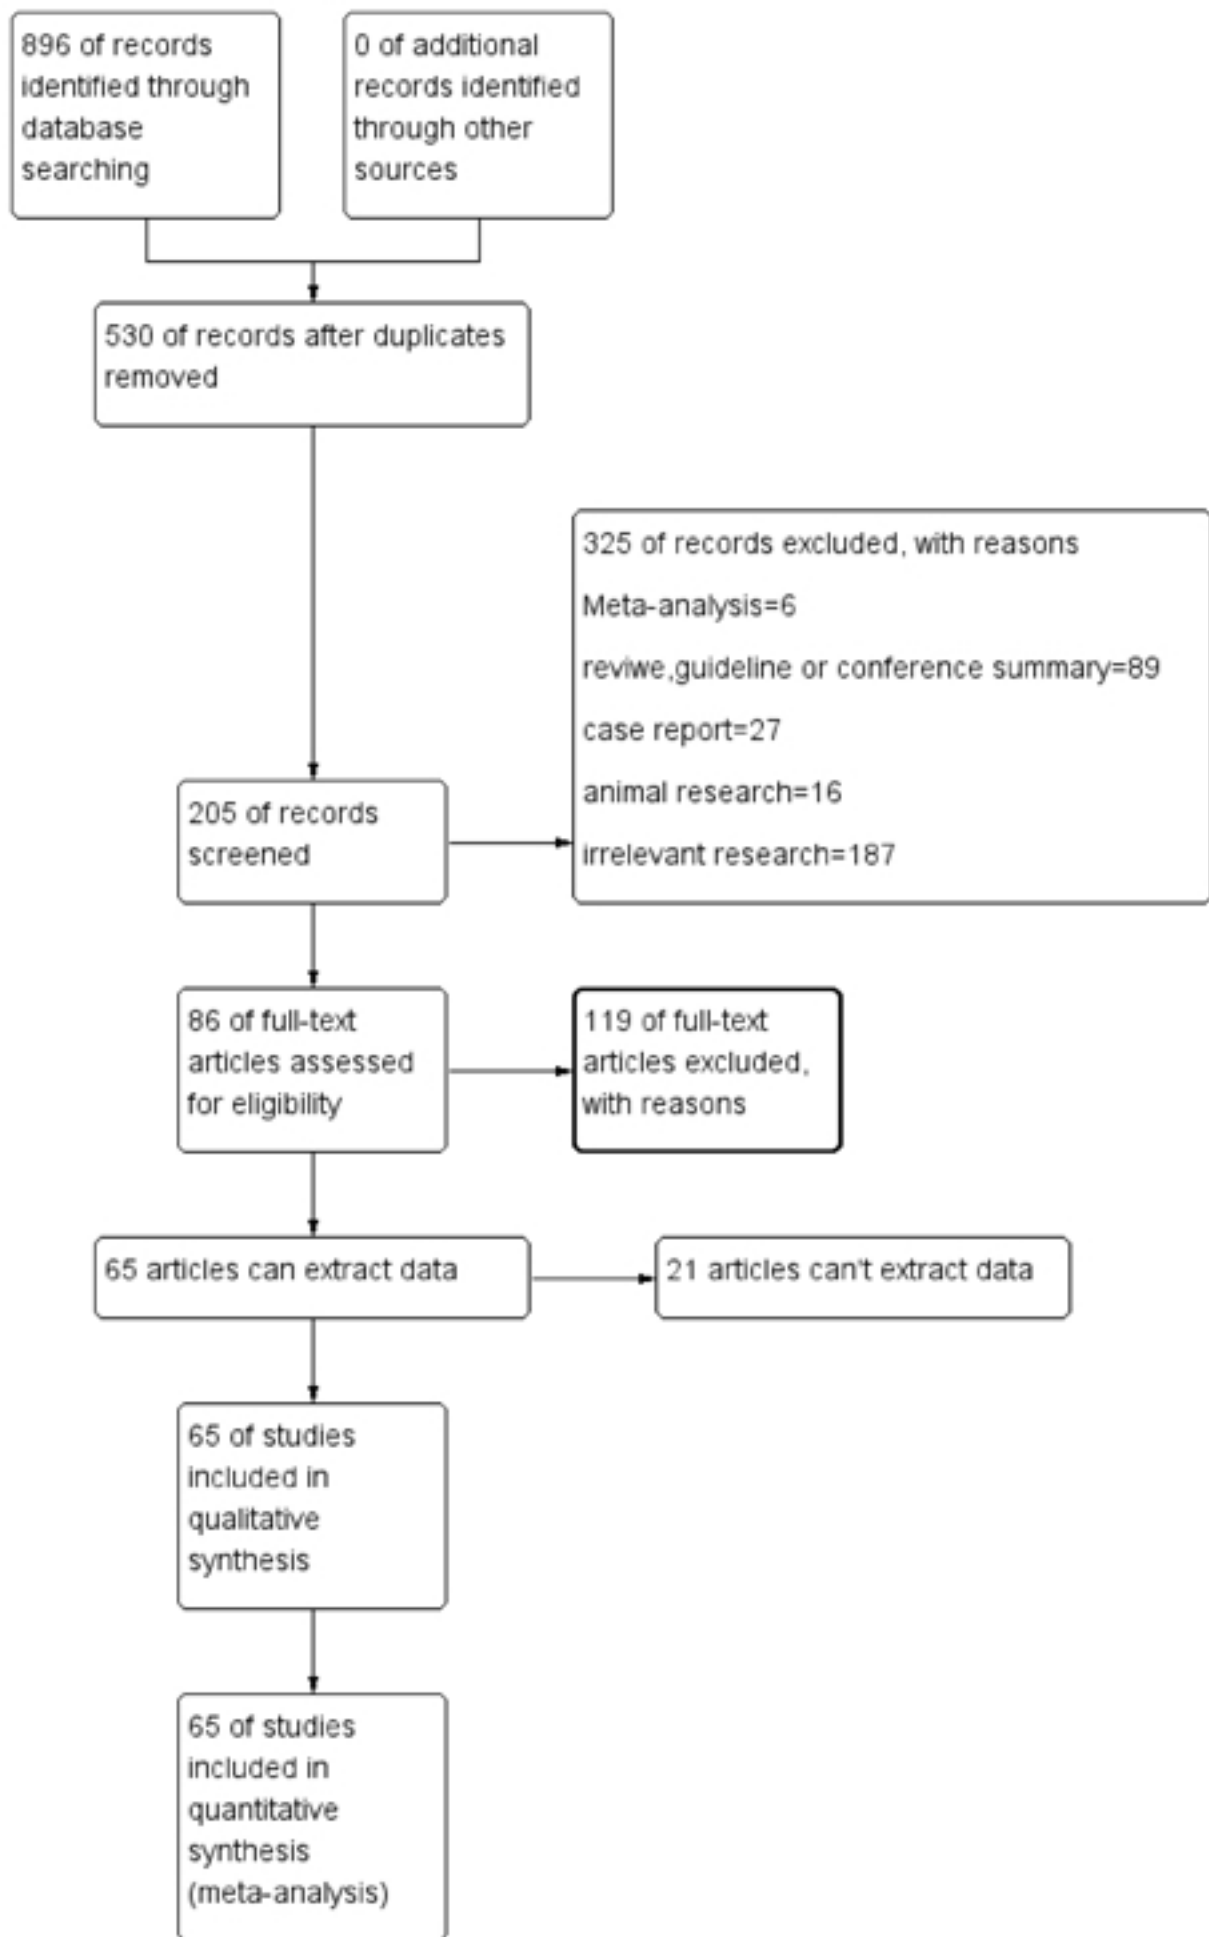 896 of records
identified through
database
searching
0 of additional
records identified
through other
sources
530 of records after duplicates
removed
325 of records excluded, with reasons
Meta-analysis=6
reviwe,guideline or conference summary=89
case report=27
animal research=16
irrelevant research=187
205 of records
screened
86 of full-text
articles assessed
for eligibility
119 of full-text
articles excluded,
with reasons
65 articles can extract data
21 articles can't extract data
65 of studies
included in
qualitative
synthesis
65 of studies
included in
quantitative
synthesis
(meta-analysis)